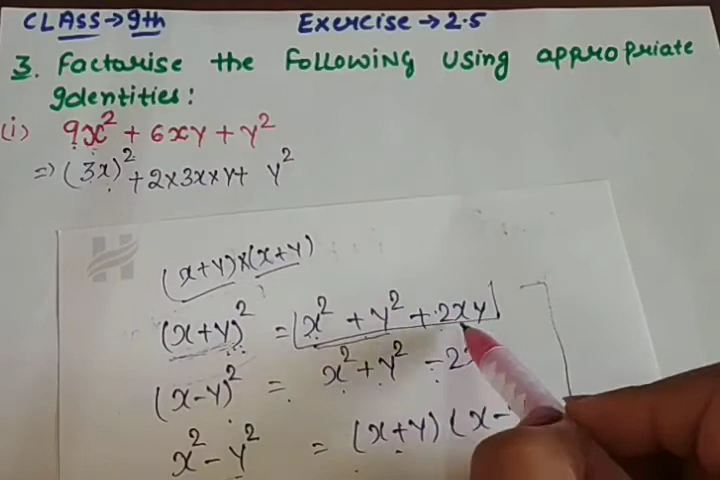 CLASS→9th Exercise→2.5
3. Factarise the Following using appropriate
Identities:
(i) 9x² + 6xy + y²
⇒ (3x)² + 2×3x×y + y²
(x+y)×(x+y)
(x+y)² = [x² + y² + 2xy]
(x-y)² = x² + y² - 2
x² - y² = (x+y) (x-